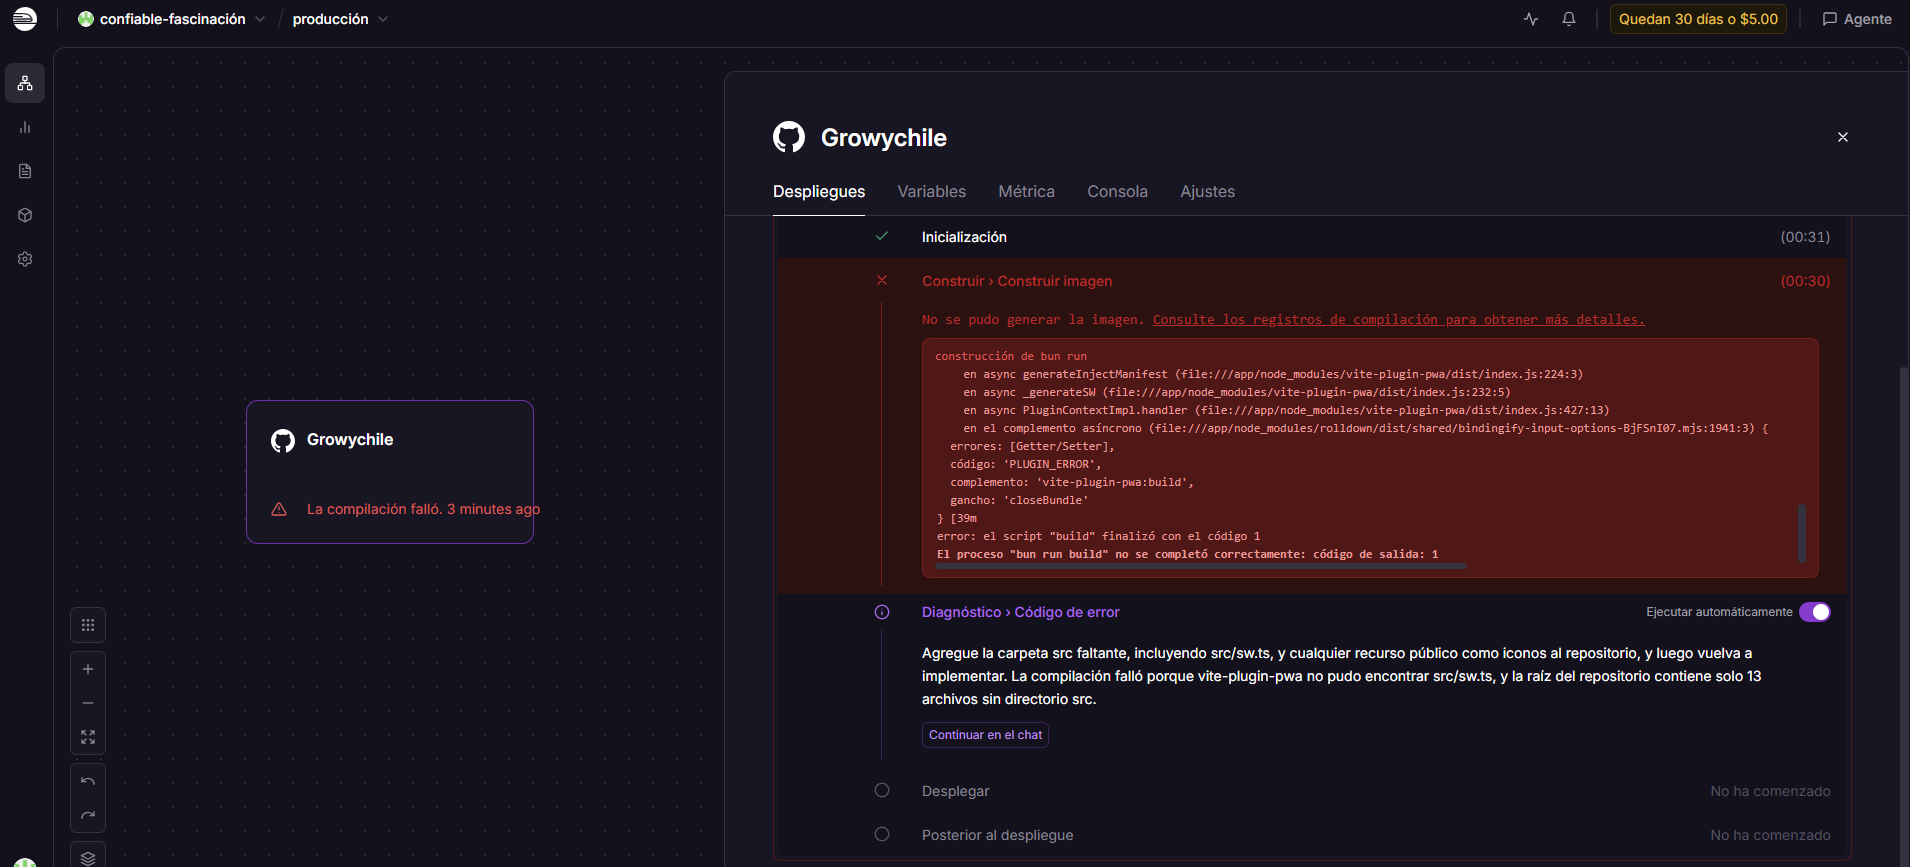 confiable-fascinación
/ producción
Quedan 30 días o $5.00
Agente
Growychile
Despliegues
Variables
Métrica
Consola
Ajustes
Inicialización
(00:31)
Construir › Construir imagen
(00:30)
No se pudo generar la imagen. Consulte los registros de compilación para obtener más detalles.
construcción de bun run
en async generateInjectManifest (file:///app/node_modules/vite-plugin-pwa/dist/index.js:224:3)
en async _generateSW (file:///app/node_modules/vite-plugin-pwa/dist/index.js:232:5)
en async PluginContextImpl.handler (file:///app/node_modules/vite-plugin-pwa/dist/index.js:427:13)
en el complemento asíncrono (file:///app/node_modules/rolldown/dist/shared/bindingify-input-options-BjFSnI07.mjs:1941:3) {
errores: [Getter/Setter],
código: 'PLUGIN_ERROR',
complemento: 'vite-plugin-pwa:build',
gancho: 'closeBundle'
} [39m
error: el script "build" finalizó con el código 1
El proceso "bun run build" no se completó correctamente: código de salida: 1
Growychile
La compilación falló. 3 minutes ago
Diagnóstico › Código de error
Ejecutar automáticamente
Agregue la carpeta src faltante, incluyendo src/sw.ts, y cualquier recurso público como iconos al repositorio, y luego vuelva a
implementar. La compilación falló porque vite-plugin-pwa no pudo encontrar src/sw.ts, y la raíz del repositorio contiene solo 13
archivos sin directorio src.
Continuar en el chat
Desplegar
No ha comenzado
Posterior al despliegue
No ha comenzado